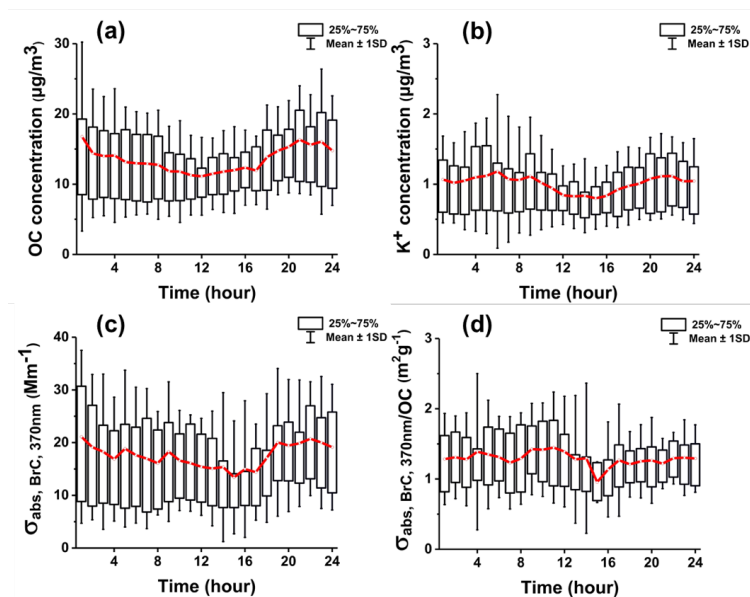 (a)
25%~75%
Mean ± 1SD
OC concentration (µg/m3)
30
20
10
0
4 8 12 16 20 24
Time (hour)
(b)
25%~75%
Mean ± 1SD
K+ concentration (µg/m3)
3
2
1
0
4 8 12 16 20 24
Time (hour)
(c)
25%~75%
Mean ± 1SD
σabs, BrC, 370nm (Mm-1)
40
30
20
10
0
4 8 12 16 20 24
Time (hour)
(d)
25%~75%
Mean ± 1SD
σabs, BrC, 370nm/OC (m2g-1)
3
2
1
0
4 8 12 16 20 24
Time (hour)